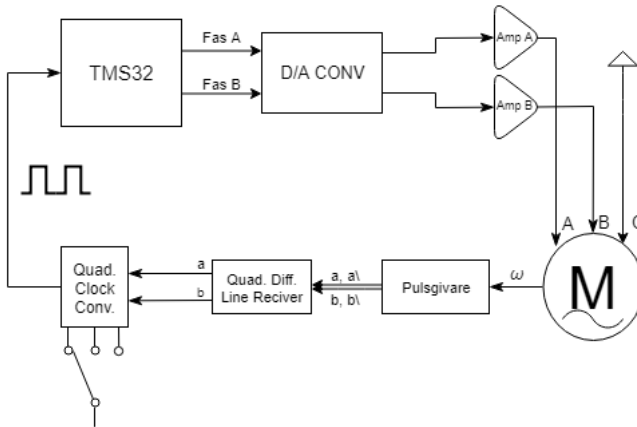 Fas A
Fas B
TMS32
D/A CONV
Amp A
Amp B
A
B
C
M
ω
Pulsgivare
a, a\
b, b\
Quad. Diff.
Line Reciver
a
b
Quad.
Clock
Conv.